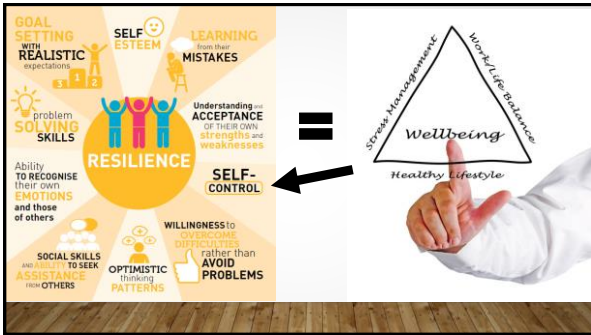 GOAL
SETTING
WITH REALISTIC
expectations
3 1 2
SELF
ESTEEM
LEARNING
from their
MISTAKES
problem
SOLVING
SKILLS
Understanding and
ACCEPTANCE
OF THEIR OWN
strengths and
weaknesses
RESILIENCE
Ability
TO RECOGNISE
their own
EMOTIONS
and those
of others
SELF-
CONTROL
SOCIAL SKILLS
AND ABILITY TO SEEK
ASSISTANCE
FROM OTHERS
OPTIMISTIC
thinking
PATTERNS
WILLINGNESS to
OVERCOME
DIFFICULTIES
rather than
AVOID
PROBLEMS
=
Stress Management
Work/Life Balance
Wellbeing
Healthy Lifestyle